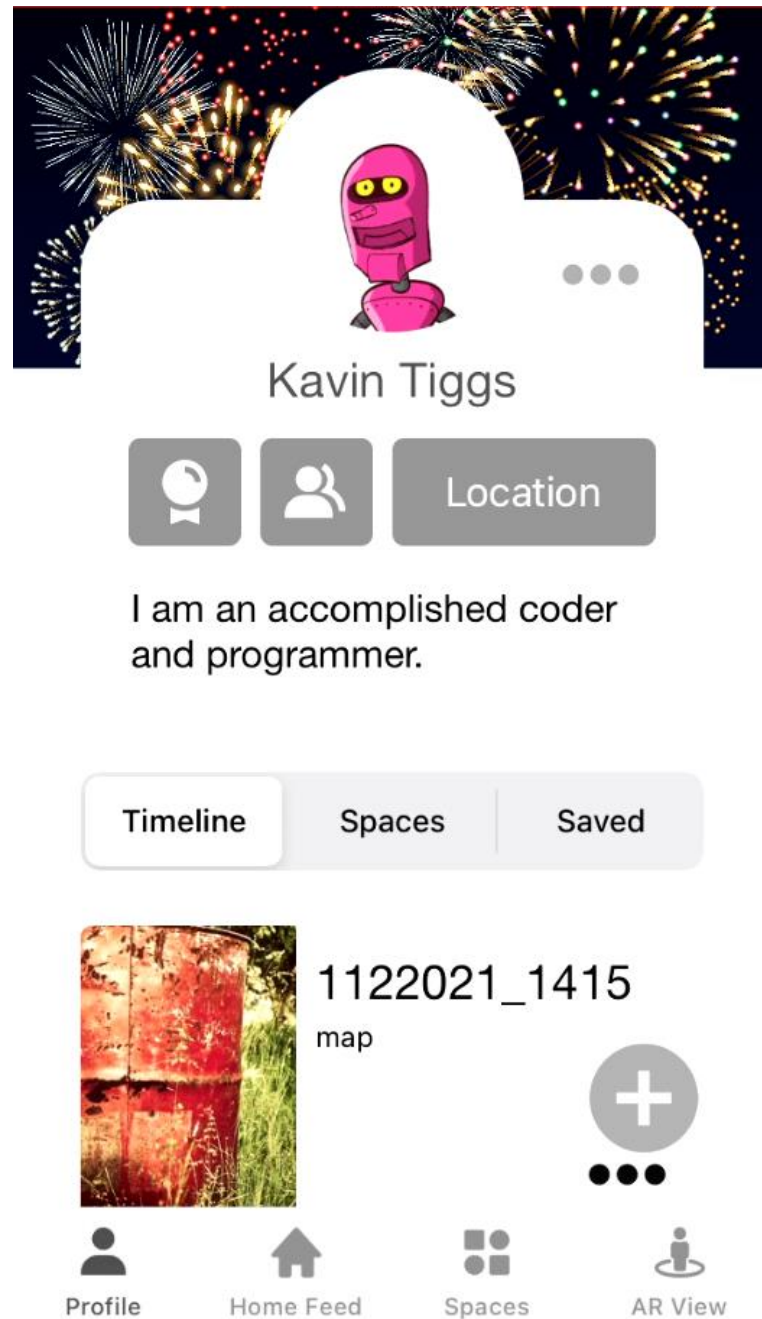 Kavin Tiggs
Location
I am an accomplished coder
and programmer.
Timeline Spaces Saved
1122021_1415
map
Profile Home Feed Spaces AR View